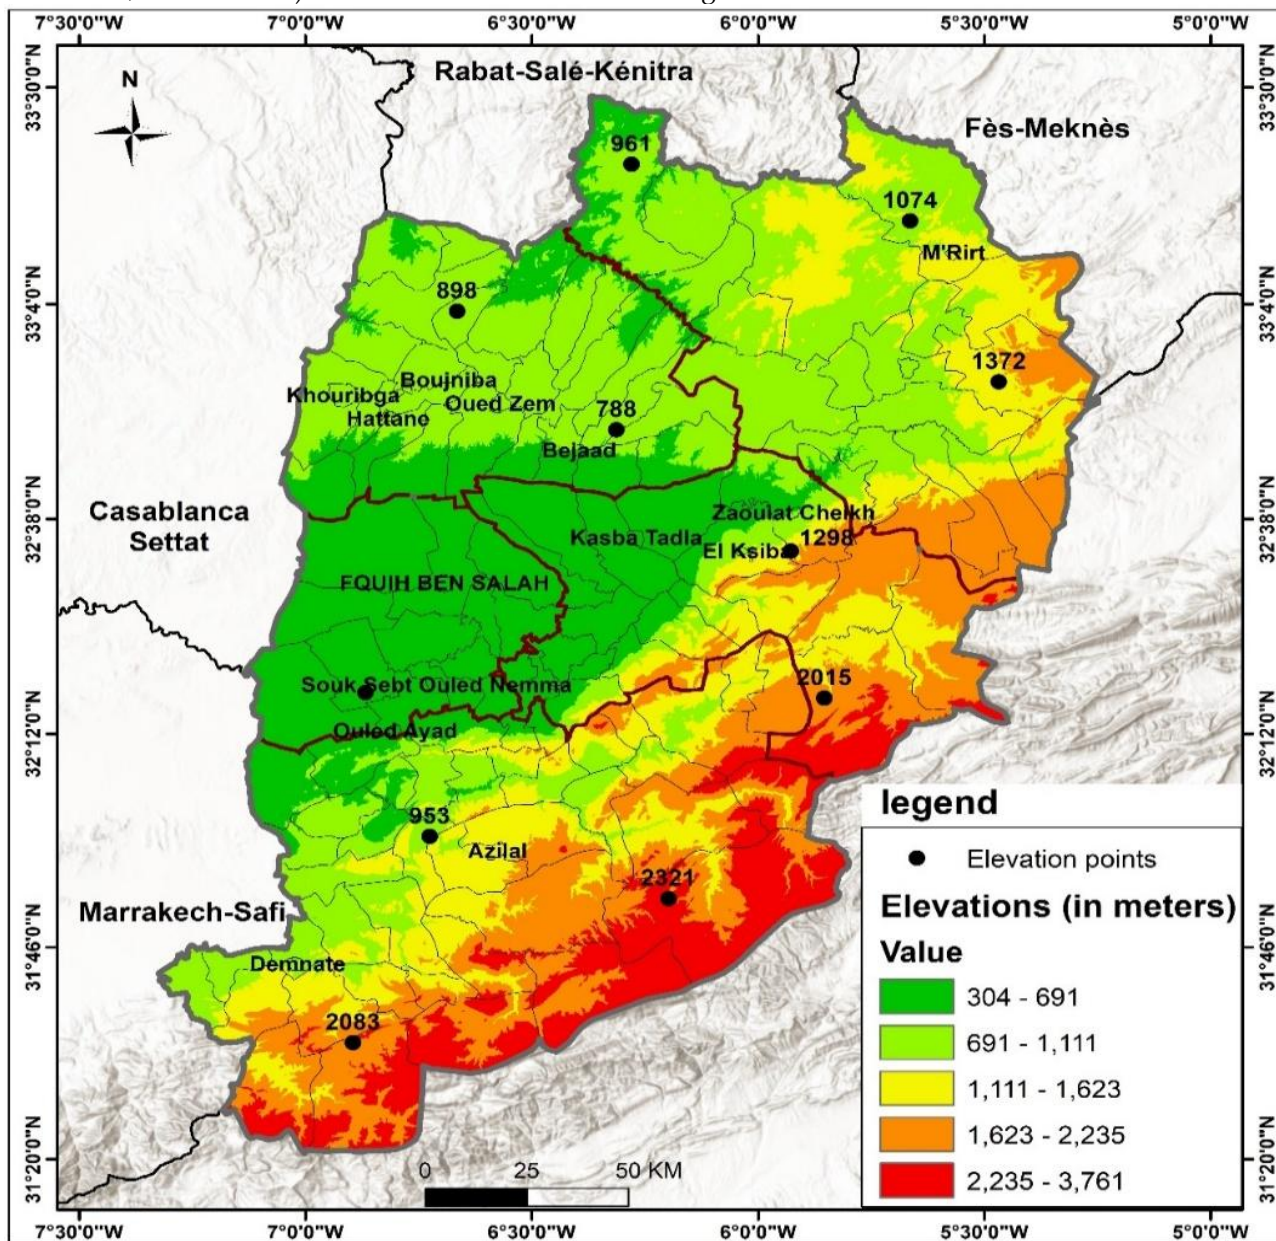 7°30'0"W 7°0'0"W 6°30'0"W 6°0'0"W 5°30'0"W 5°0'0"W
33°30'0"N
33°4'0"N
32°38'0"N
32°12'0"N
31°46'0"N
31°20'0"N
N
Rabat-Salé-Kénitra
Fès-Meknès
961
1074
M'Rirt
898
1372
Boujniba
Khouribga
Oued Zem
788
Hattane
Bejaad
Casablanca
Settat
Zaouiat Cheikh
Kasba Tadla
El Ksiba
1298
FQUIH BEN SALAH
Souk Sebt Ouled Nemma
2015
Ouled Ayad
953
Azilal
2321
Marrakech-Safi
Demnate
2083
legend
Elevation points
Elevations (in meters)
Value
304 - 691
691 - 1,111
1,111 - 1,623
1,623 - 2,235
2,235 - 3,761
0 25 50 KM
33°30'0"N
33°4'0"N
32°38'0"N
32°12'0"N
31°46'0"N
31°20'0"N
7°30'0"W 7°0'0"W 6°30'0"W 6°0'0"W 5°30'0"W 5°0'0"W